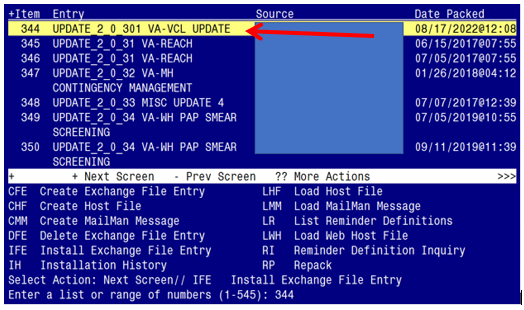 +Item Entry Source Date Packed
344 UPDATE_2_0_301 VA-VCL UPDATE 08/17/2022@12:08
345 UPDATE_2_0_31 VA-REACH 06/15/2017@07:55
346 UPDATE_2_0_31 VA-REACH 07/05/2017@07:55
347 UPDATE_2_0_32 VA-MH 01/26/2018@04:12
CONTINGENCY MANAGEMENT
348 UPDATE_2_0_33 MISC UPDATE 4 07/07/2017@12:39
349 UPDATE_2_0_34 VA-WH PAP SMEAR 07/05/2019@10:55
SCREENING
350 UPDATE_2_0_34 VA-WH PAP SMEAR 09/11/2019@11:39
SCREENING
+ + Next Screen - Prev Screen ?? More Actions >>>
CFE Create Exchange File Entry LHF Load Host File
CHF Create Host File LMM Load MailMan Message
CMM Create MailMan Message LR List Reminder Definitions
DFE Delete Exchange File Entry LWH Load Web Host File
IFE Install Exchange File Entry RI Reminder Definition Inquiry
IH Installation History RP Repack
Select Action: Next Screen// IFE Install Exchange File Entry
Enter a list or range of numbers (1-545): 344